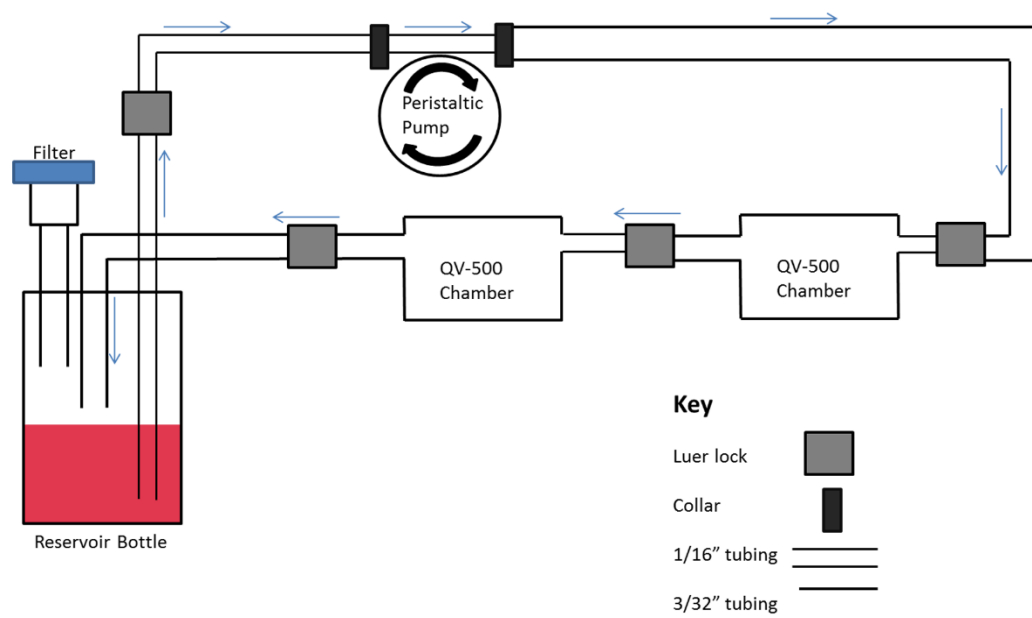 Filter
Peristaltic
Pump
QV-500
Chamber
QV-500
Chamber
Reservoir Bottle
Key
Luer lock
Collar
1/16” tubing
3/32” tubing